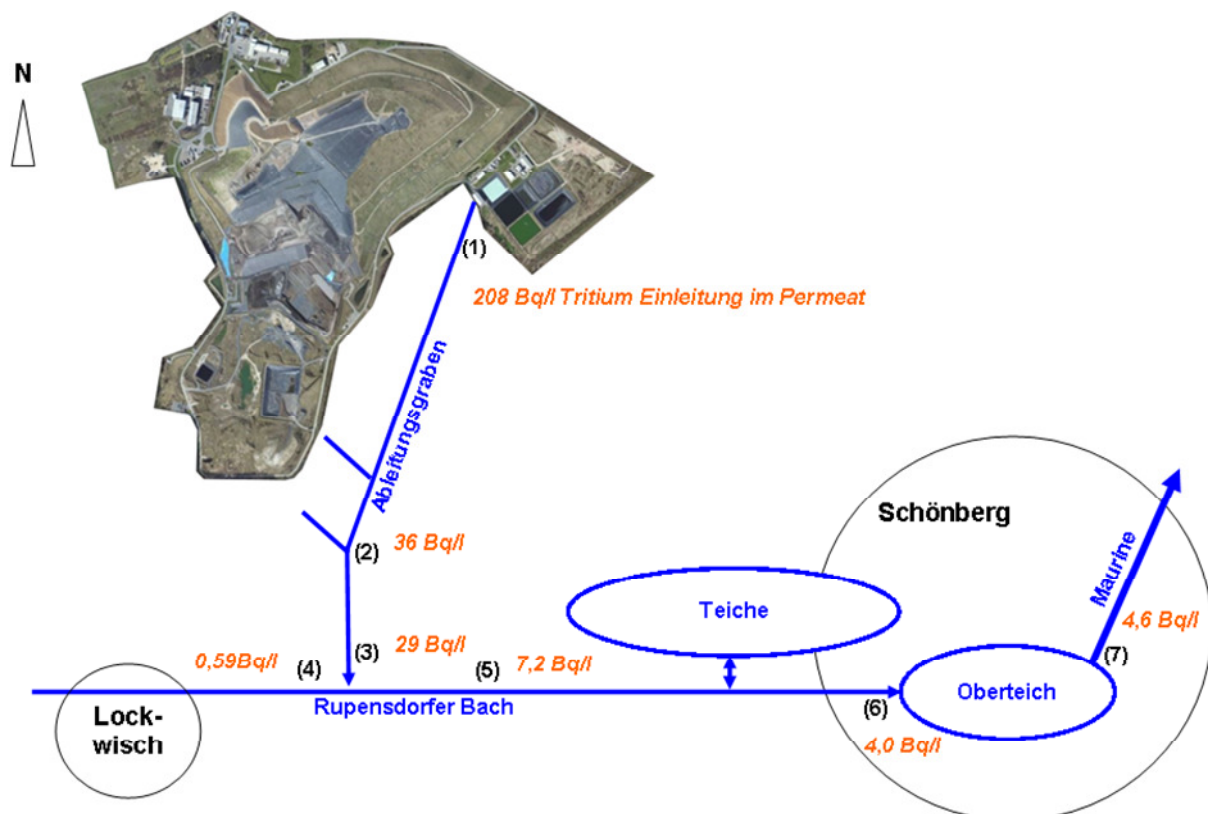 N
(1)
208 Bq/l Tritium Einleitung im Permeat
Ableitungsgraben
(2)
36 Bq/l
Schönberg
Maurine
Teiche
4,6 Bq/l
0,59Bq/l
(4)
(3)
29 Bq/l
(5)
7,2 Bq/l
(7)
Rupensdorfer Bach
Oberteich
(6)
4,0 Bq/l
Lock-
wisch